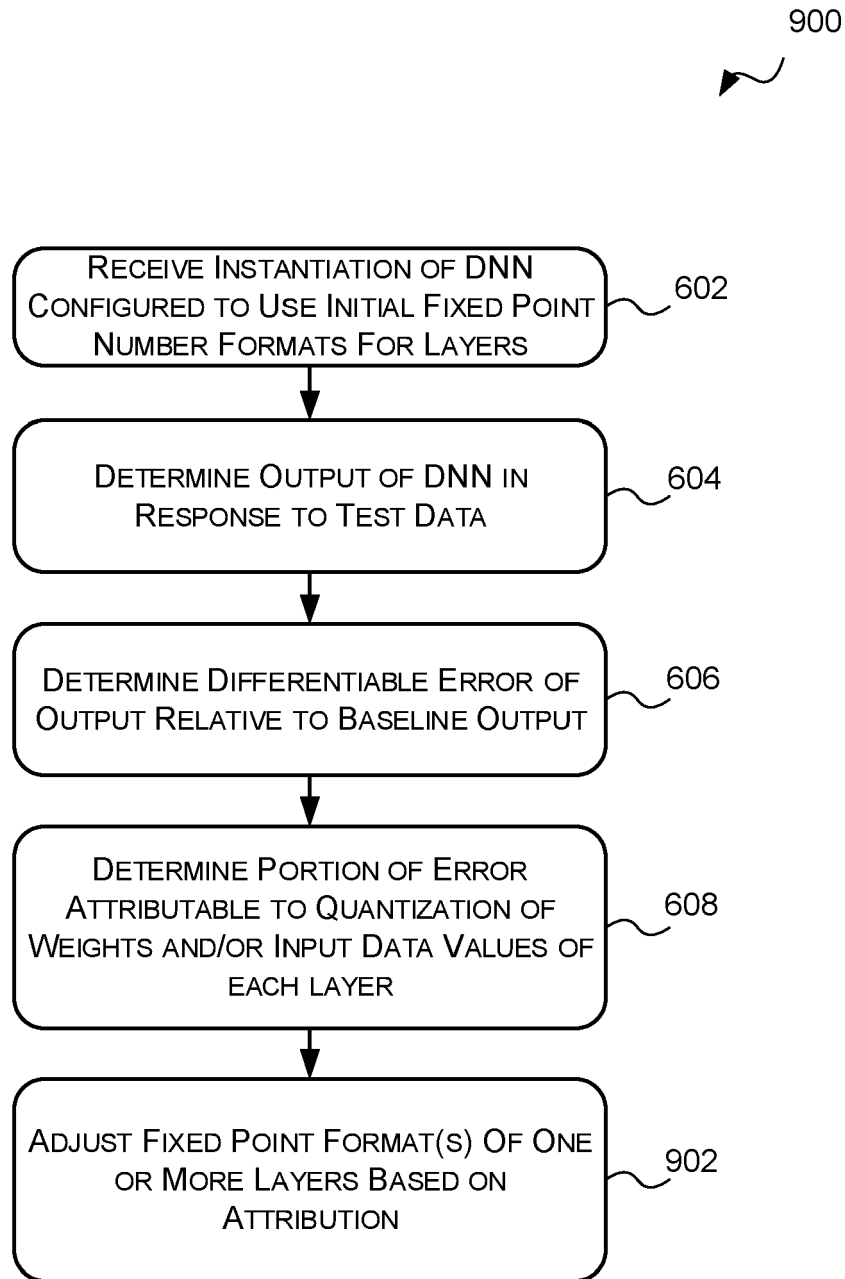 900
RECEIVE INSTANTIATION OF DNN
CONFIGURED TO USE INITIAL FIXED POINT
NUMBER FORMATS FOR LAYERS
602
DETERMINE OUTPUT OF DNN IN
RESPONSE TO TEST DATA
604
DETERMINE DIFFERENTIABLE ERROR OF
OUTPUT RELATIVE TO BASELINE OUTPUT
606
DETERMINE PORTION OF ERROR
ATTRIBUTABLE TO QUANTIZATION OF
WEIGHTS AND/OR INPUT DATA VALUES OF
EACH LAYER
608
ADJUST FIXED POINT FORMAT(S) OF ONE
OR MORE LAYERS BASED ON
ATTRIBUTION
902